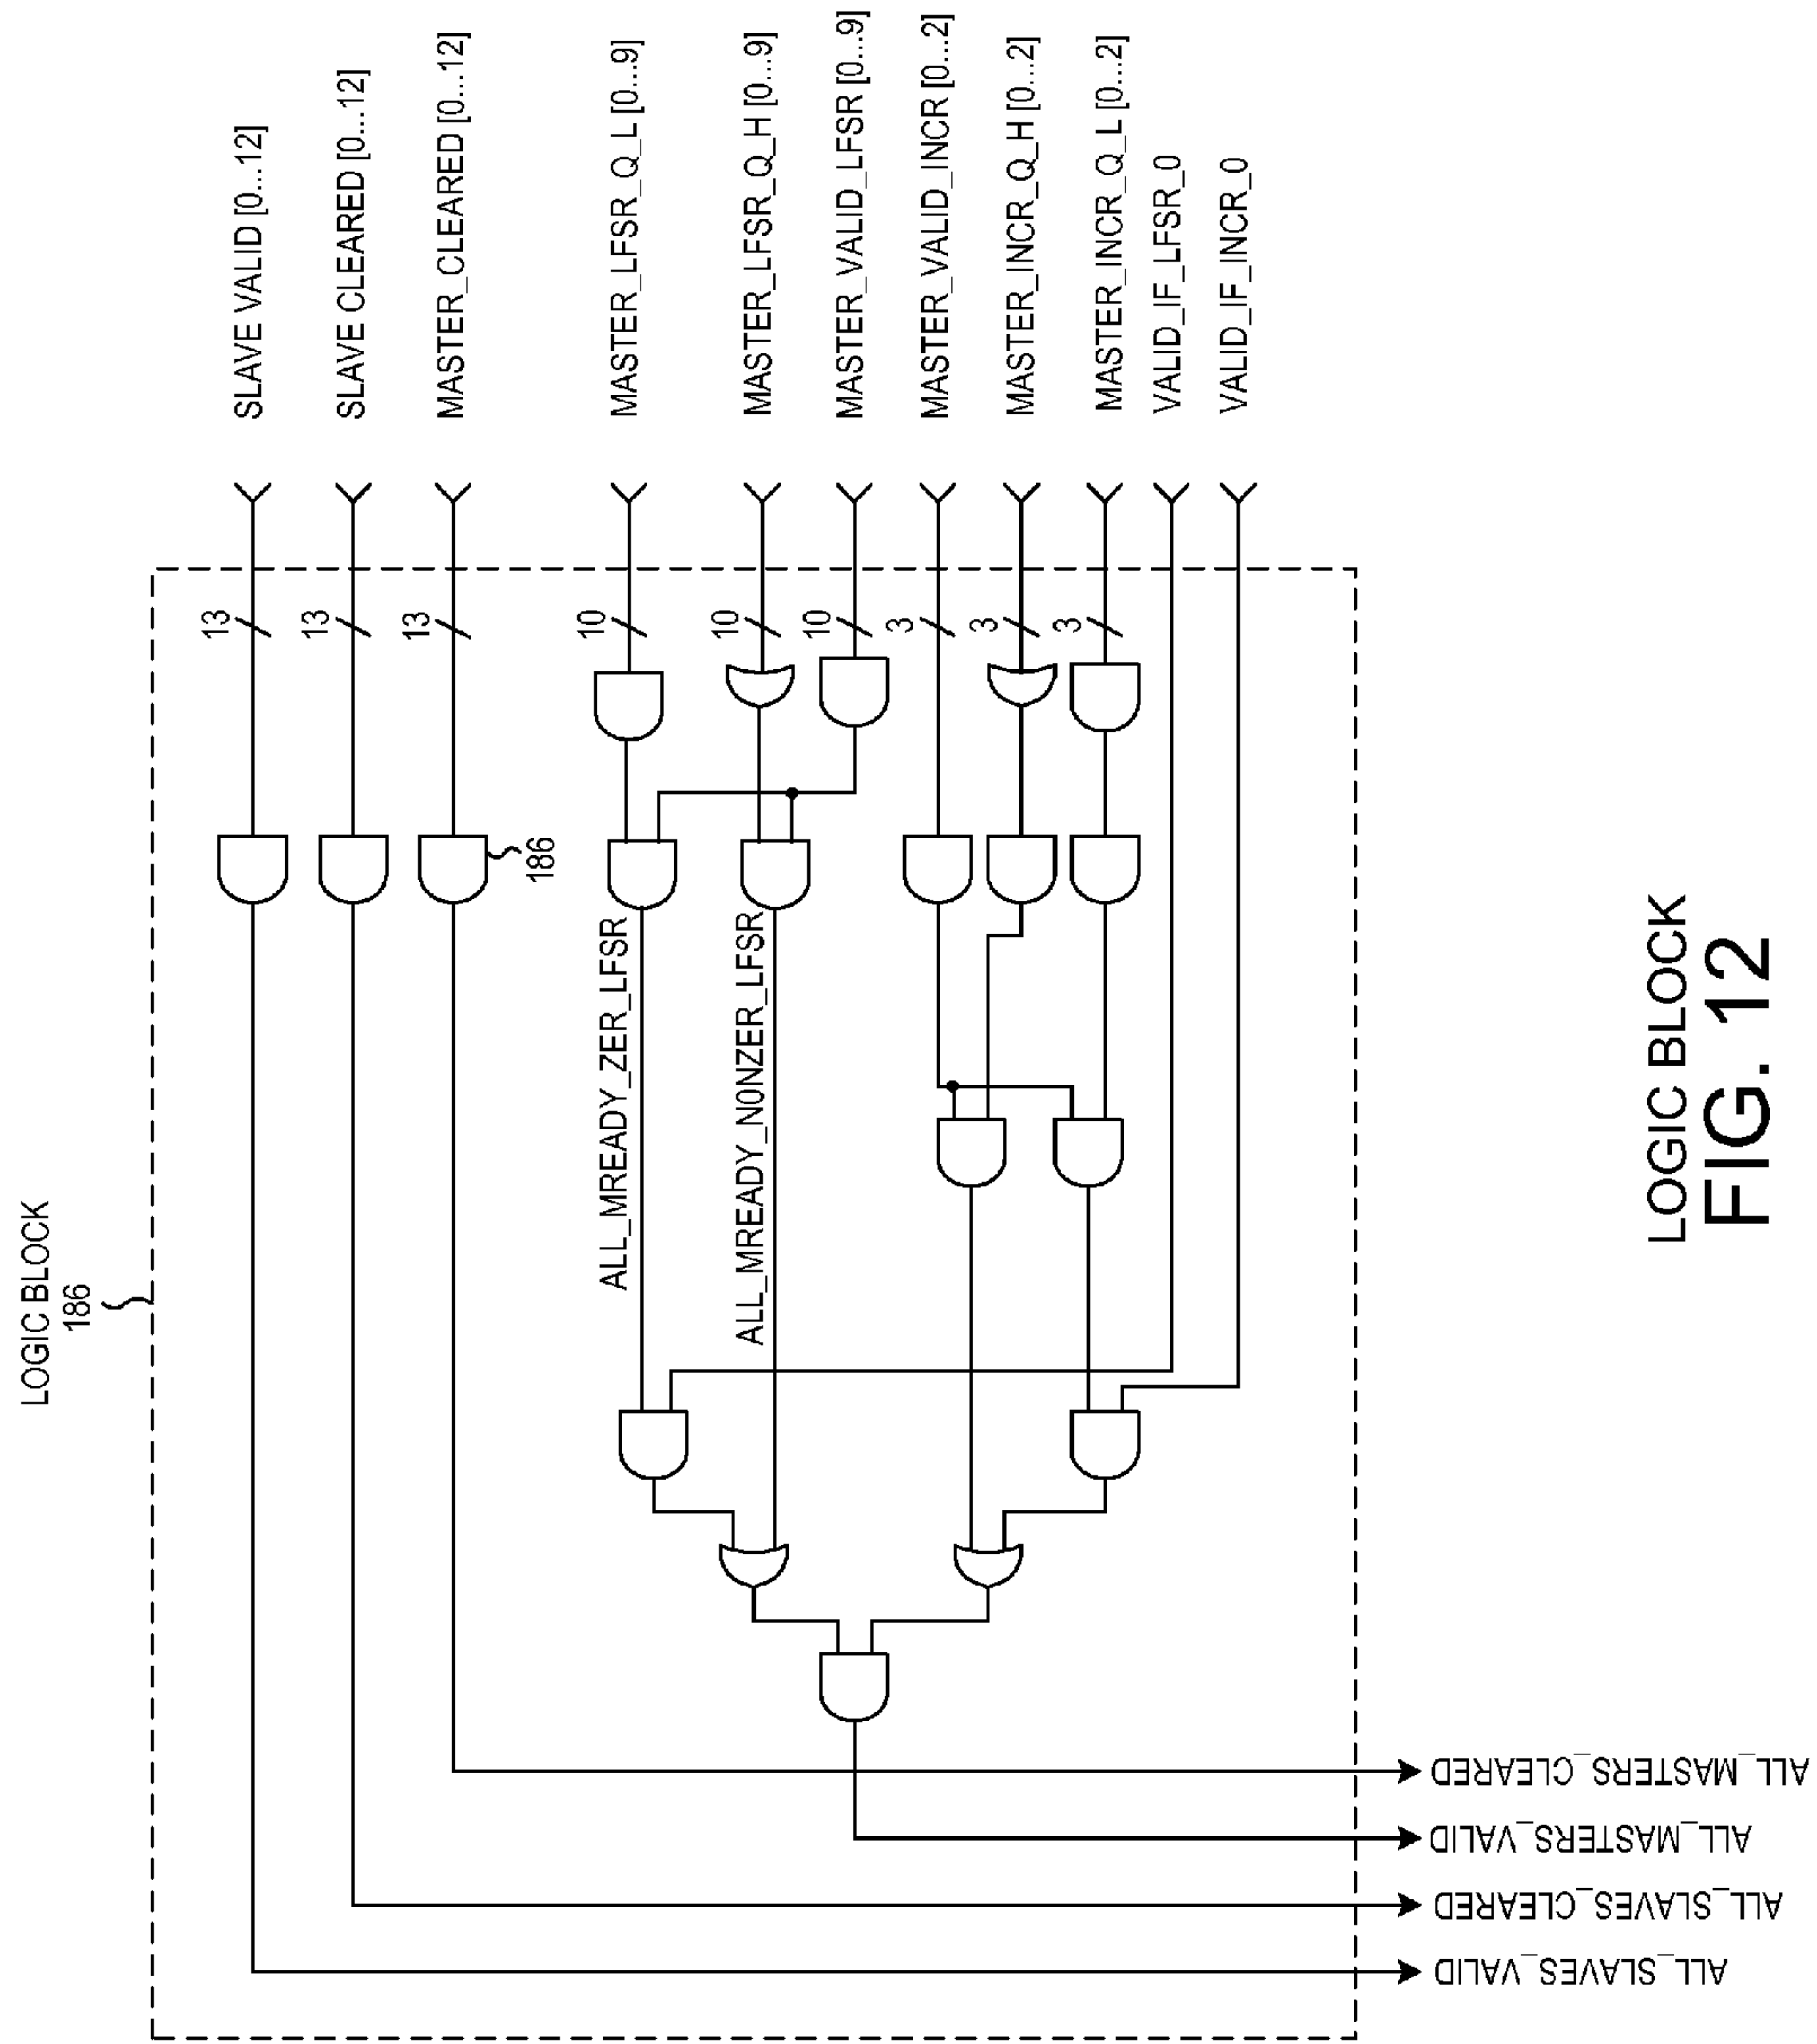 LOGIC BLOCK
186
SLAVE VALID [0...12]
SLAVE CLEARED [0...12]
MASTER_CLEARED [0...12]
MASTER_LFSR_Q_L [0...9]
MASTER_LFSR_Q_H [0...9]
MASTER_VALID_LFSR [0...9]
MASTER_VALID_INCR [0...2]
MASTER_INCR_Q_H [0...2]
MASTER_INCR_Q_L [0...2]
VALID_IF_LFSR_0
VALID_IF_INCR_0
13
13
13
10
10
10
3
3
3
186
ALL_MREADY_ZER_LFSR
ALL_MREADY_N0NZER_LFSR
ALL_MASTERS_CLEARED
ALL_MASTERS_VALID
ALL_SLAVES_CLEARED
ALL_SLAVES_VALID
LOGIC BLOCK
FIG. 12